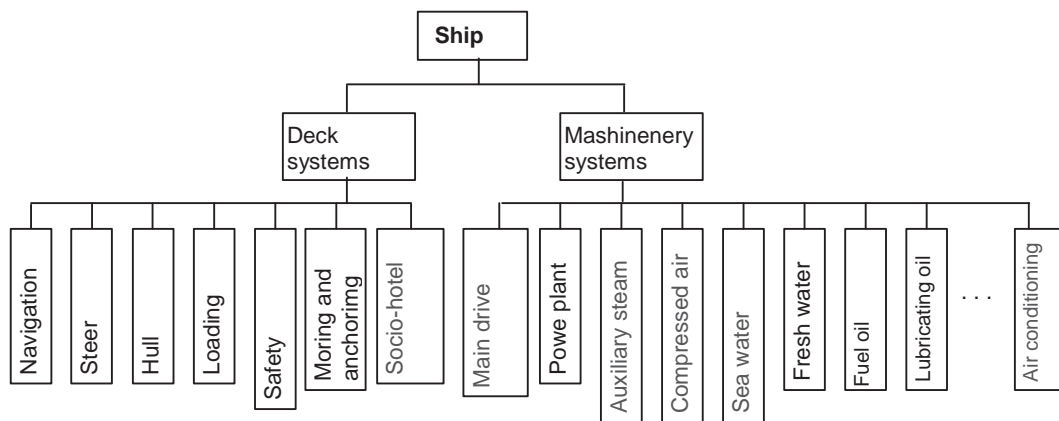 Ship
Deck
systems
Mashinenery
systems
Navigation
Steer
Hull
Loading
Safety
Moring and
anchorimg
Socio-hotel
Main drive
Powe plant
Auxiliary steam
Compressed air
Sea water
Fresh water
Fuel oil
Lubricating oil
. . .
Air conditioning